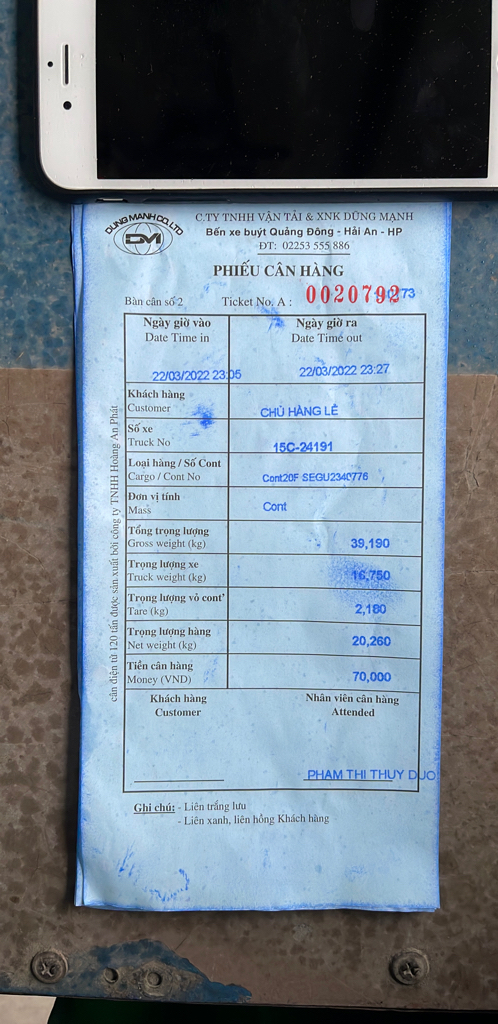 DUNG MANH CO.,LTD
DM
C.TY TNHH VẬN TẢI & XNK DŨNG MẠNH
Bến xe buýt Quảng Đông - Hải An - HP
ĐT: 02253 555 886
PHIẾU CÂN HÀNG
Bàn cân số 2 Ticket No. A : 0020792 73
Ngày giờ vào Ngày giờ ra
Date Time in Date Time out
22/03/2022 23:05 22/03/2022 23:27
Khách hàng
Customer CHỦ HÀNG LẺ
Số xe
Truck No 15C-24191
Loại hàng / Số Cont
Cargo / Cont No Cont20F SEGU2340776
Đơn vị tính
Mass Cont
Tổng trọng lượng
Gross weight (kg) 39,190
Trọng lượng xe
Truck weight (kg) 16,750
Trọng lượng vỏ cont'
Tare (kg) 2,180
Trọng lượng hàng
Net weight (kg) 20,260
Tiền cân hàng
Money (VND) 70,000
Khách hàng Nhân viên cân hàng
Customer Attended
PHAM THI THUY DUO
Ghi chú: - Liên trắng lưu
- Liên xanh, liên hồng Khách hàng
cân điện tử 120 tấn được sản xuất bởi công ty TNHH Hoàng An Phát